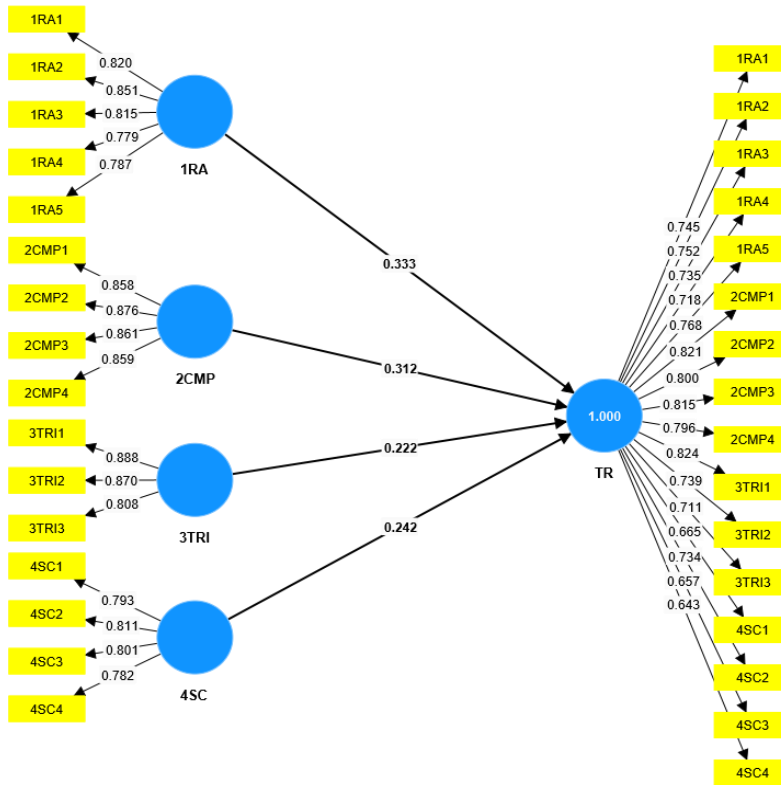 1RA1
1RA2
1RA3
1RA4
1RA5
0.820
0.851
0.815
0.779
0.787
1RA
2CMP1
2CMP2
2CMP3
2CMP4
0.858
0.876
0.861
0.859
2CMP
3TRI1
3TRI2
3TRI3
0.888
0.870
0.808
3TRI
4SC1
4SC2
4SC3
4SC4
0.793
0.811
0.801
0.782
4SC
0.333
0.312
0.222
0.242
1.000
TR
0.745
0.752
0.735
0.718
0.768
0.821
0.800
0.815
0.796
0.824
0.739
0.711
0.665
0.734
0.657
0.643
1RA1
1RA2
1RA3
1RA4
1RA5
2CMP1
2CMP2
2CMP3
2CMP4
3TRI1
3TRI2
3TRI3
4SC1
4SC2
4SC3
4SC4